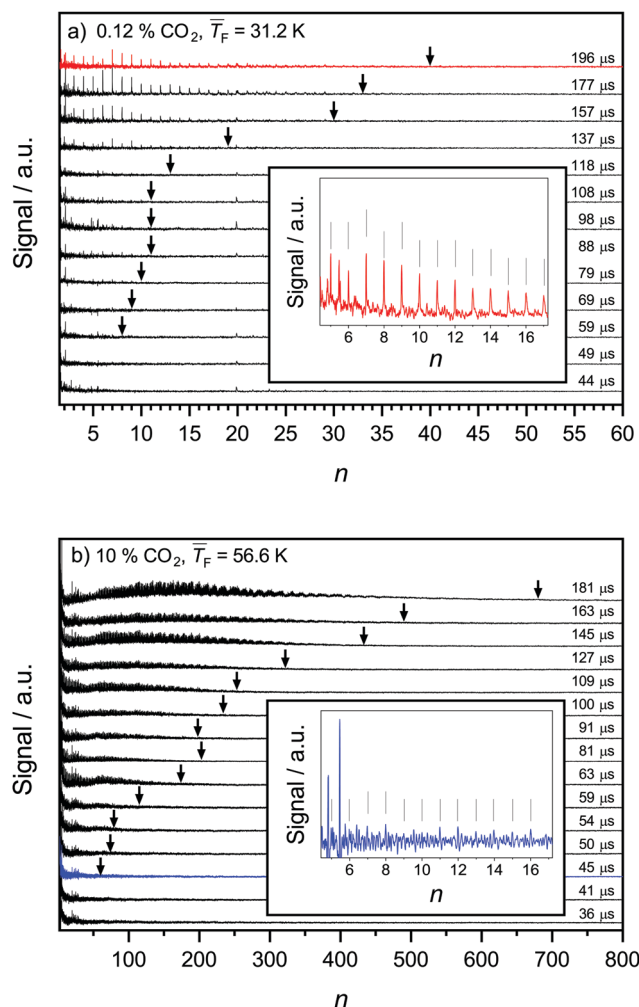 a) 0.12 % CO₂, T̅F = 31.2 K
196 μs
177 μs
157 μs
137 μs
118 μs
108 μs
98 μs
88 μs
79 μs
69 μs
59 μs
49 μs
44 μs
Signal / a.u.
Signal / a.u.
6 8 10 12 14 16
n
5 10 15 20 25 30 35 40 45 50 55 60
n
b) 10 % CO₂, T̅F = 56.6 K
181 μs
163 μs
145 μs
127 μs
109 μs
100 μs
91 μs
81 μs
63 μs
59 μs
54 μs
50 μs
45 μs
41 μs
36 μs
Signal / a.u.
Signal / a.u.
6 8 10 12 14 16
n
100 200 300 400 500 600 700 800
n